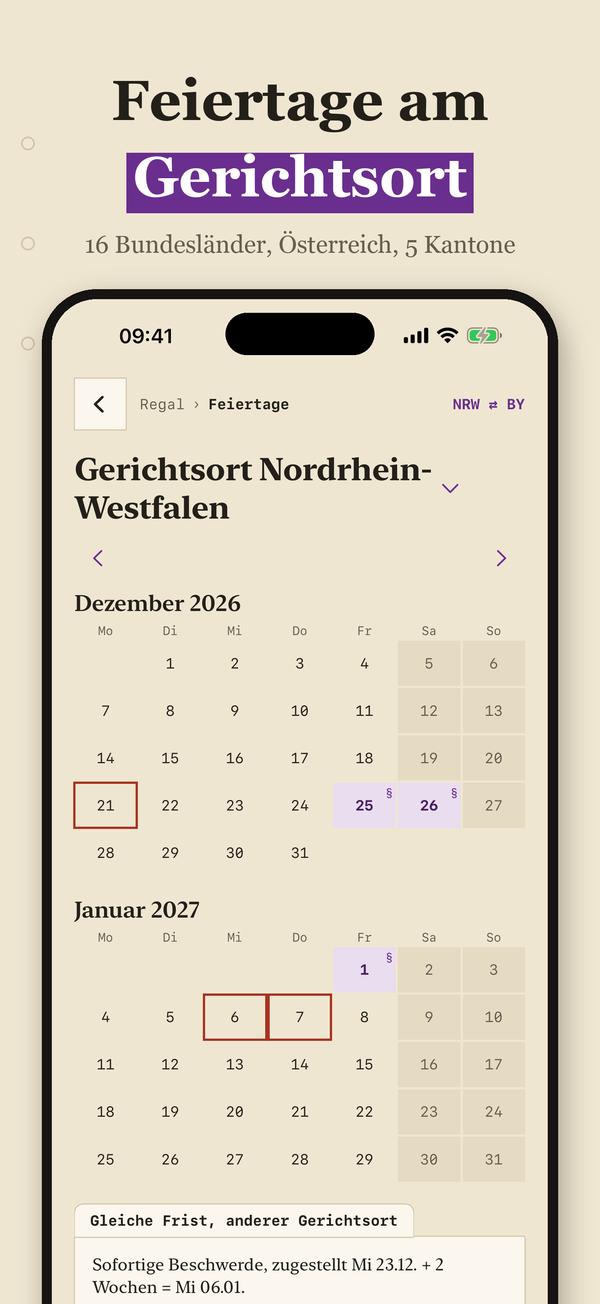 Feiertage am
Gerichtsort
16 Bundesländer, Österreich, 5 Kantone
09:41
Regal › Feiertage NRW ⇄ BY
Gerichtsort Nordrhein-
Westfalen
Dezember 2026
Mo Di Mi Do Fr Sa So
1 2 3 4 5 6
7 8 9 10 11 12 13
14 15 16 17 18 19 20
21 22 23 24 25 § 26 § 27
28 29 30 31
Januar 2027
Mo Di Mi Do Fr Sa So
1 § 2 3
4 5 6 7 8 9 10
11 12 13 14 15 16 17
18 19 20 21 22 23 24
25 26 27 28 29 30 31
Gleiche Frist, anderer Gerichtsort
Sofortige Beschwerde, zugestellt Mi 23.12. + 2
Wochen = Mi 06.01.